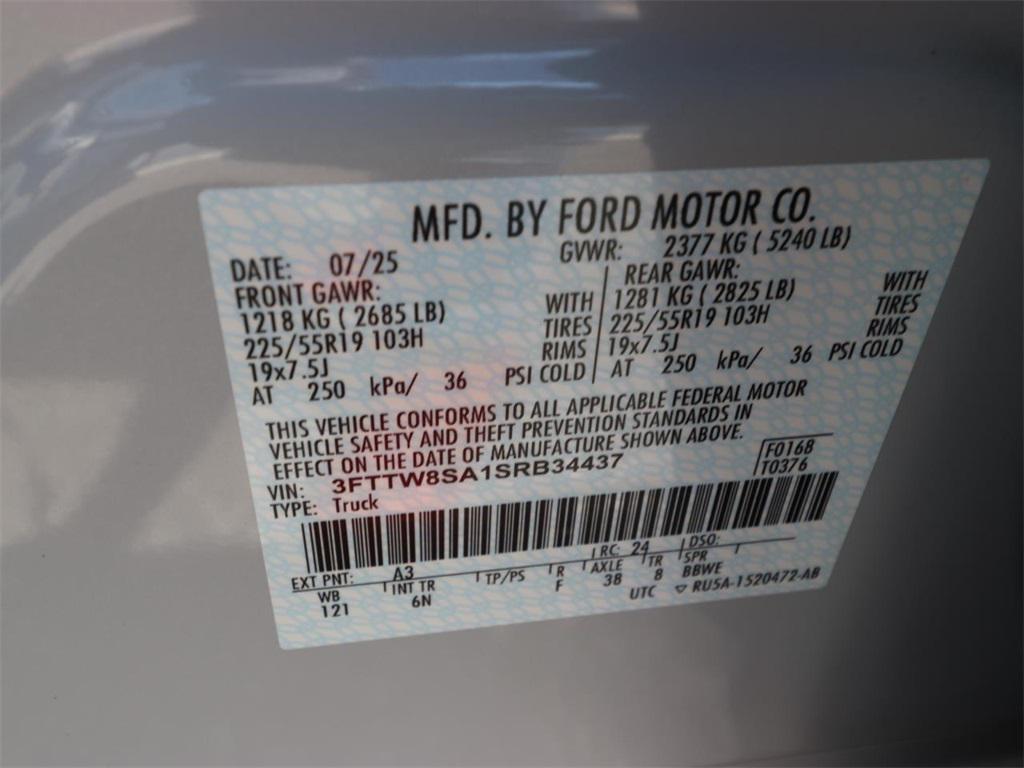 MFD. BY FORD MOTOR CO.
DATE: 07/25 GVWR: 2377 KG ( 5240 LB)
FRONT GAWR: REAR GAWR:
1218 KG ( 2685 LB) WITH 1281 KG ( 2825 LB) WITH
225/55R19 103H TIRES 225/55R19 103H TIRES
19x7.5J RIMS 19x7.5J RIMS
AT 250 kPa/ 36 PSI COLD AT 250 kPa/ 36 PSI COLD
THIS VEHICLE CONFORMS TO ALL APPLICABLE FEDERAL MOTOR
VEHICLE SAFETY AND THEFT PREVENTION STANDARDS IN
EFFECT ON THE DATE OF MANUFACTURE SHOWN ABOVE.
VIN: 3FTTW8SA1SRB34437 F0168
TYPE: Truck T0376
EXT PNT: A3 RC: 24 DSO:
WB INT TR TP/PS R AXLE TR SPR
121 6N F 38 8 BBWE
UTC ▽ RU5A-1520472-AB